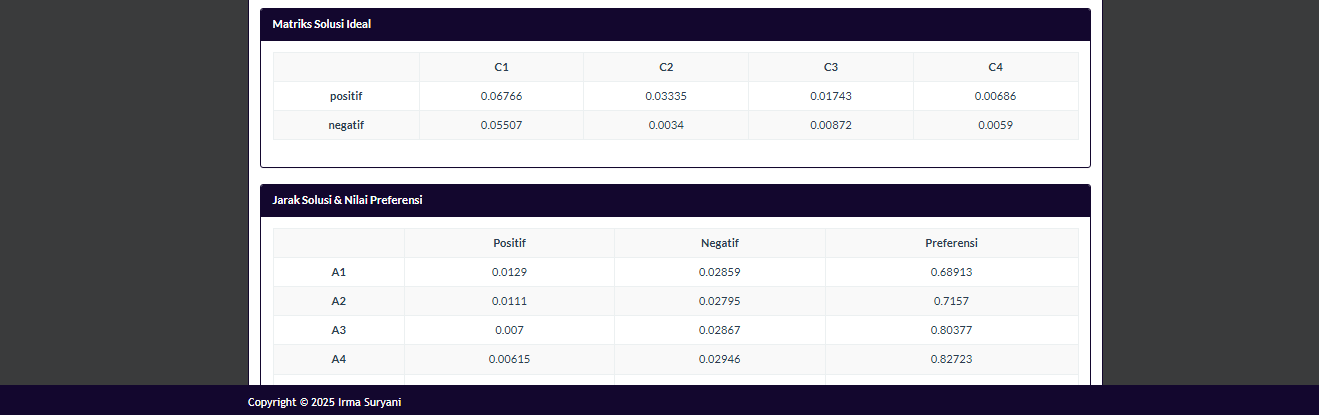 Matriks Solusi Ideal
C1 C2 C3 C4
positif 0.06766 0.03335 0.01743 0.00686
negatif 0.05507 0.0034 0.00872 0.0059
Jarak Solusi & Nilai Preferensi
Positif Negatif Preferensi
A1 0.0129 0.02859 0.68913
A2 0.0111 0.02795 0.7157
A3 0.007 0.02867 0.80377
A4 0.00615 0.02946 0.82723
Copyright © 2025 Irma Suryani